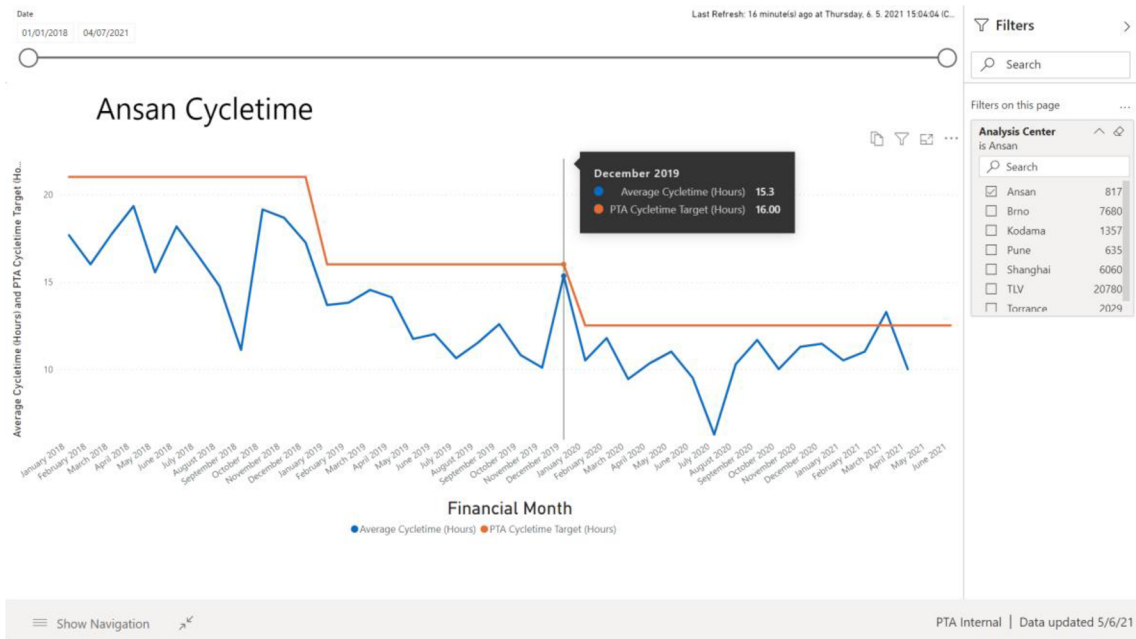 Date
Last Refresh: 16 minute(s) ago at Thursday, 6. 5. 2021 15:04:04 (C...
01/01/2018 04/07/2021
Filters
Search
Ansan Cycletime
Filters on this page
Analysis Center
is Ansan
Search
Ansan 817
Brno 7680
Kodama 1357
Pune 635
Shanghai 6060
TLV 20780
Torrance 2029
December 2019
Average Cycletime (Hours) 15.3
PTA Cycletime Target (Hours) 16.00
Average Cycletime (Hours) and PTA Cycletime Target (Ho...
20
15
10
January 2018
February 2018
March 2018
April 2018
May 2018
June 2018
July 2018
August 2018
September 2018
October 2018
November 2018
December 2018
January 2019
February 2019
March 2019
April 2019
May 2019
June 2019
July 2019
August 2019
September 2019
October 2019
November 2019
December 2019
January 2020
February 2020
March 2020
April 2020
May 2020
June 2020
July 2020
August 2020
September 2020
October 2020
November 2020
December 2020
January 2021
February 2021
March 2021
April 2021
May 2021
June 2021
Financial Month
Average Cycletime (Hours) PTA Cycletime Target (Hours)
Show Navigation
PTA Internal | Data updated 5/6/21